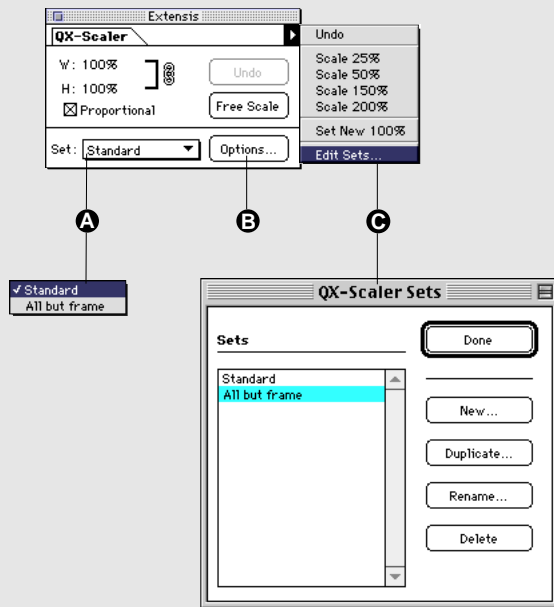 Extensis
QX-Scaler
W: 100%
H: 100%
Proportional
Undo
Free Scale
Set: Standard
Options...
Undo
Scale 25%
Scale 50%
Scale 150%
Scale 200%
Set New 100%
Edit Sets...
A
B
C
✓ Standard
All but frame
QX-Scaler Sets
Sets
Standard
All but frame
Done
New...
Duplicate...
Rename...
Delete